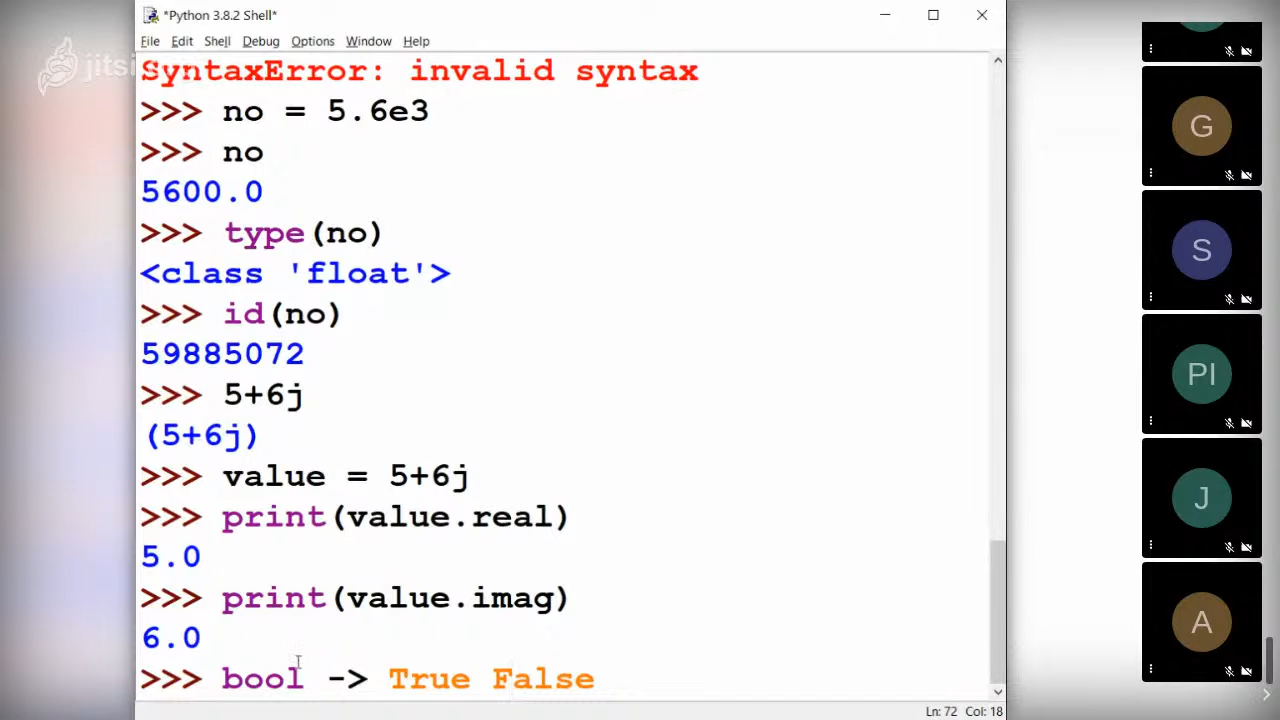 *Python 3.8.2 Shell*
File Edit Shell Debug Options Window Help
jitsi
SyntaxError: invalid syntax
>>> no = 5.6e3
>>> no
5600.0
>>> type(no)
<class 'float'>
>>> id(no)
59885072
>>> 5+6j
(5+6j)
>>> value = 5+6j
>>> print(value.real)
5.0
>>> print(value.imag)
6.0
>>> bool -> True False
Ln: 72 Col: 18
G
S
PI
J
A